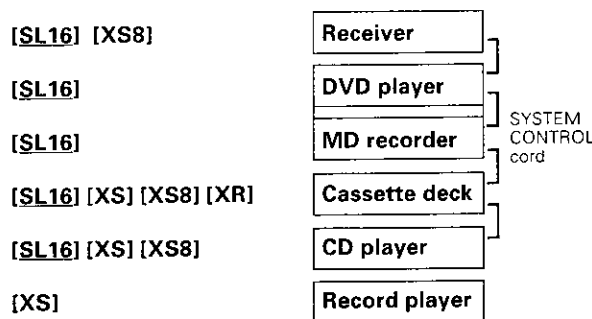 [SL16] [XS8] Receiver
[SL16] DVD player
SYSTEM
[SL16] MD recorder CONTROL
cord
[SL16] [XS] [XS8] [XR] Cassette deck
[SL16] [XS] [XS8] CD player
[XS] Record player